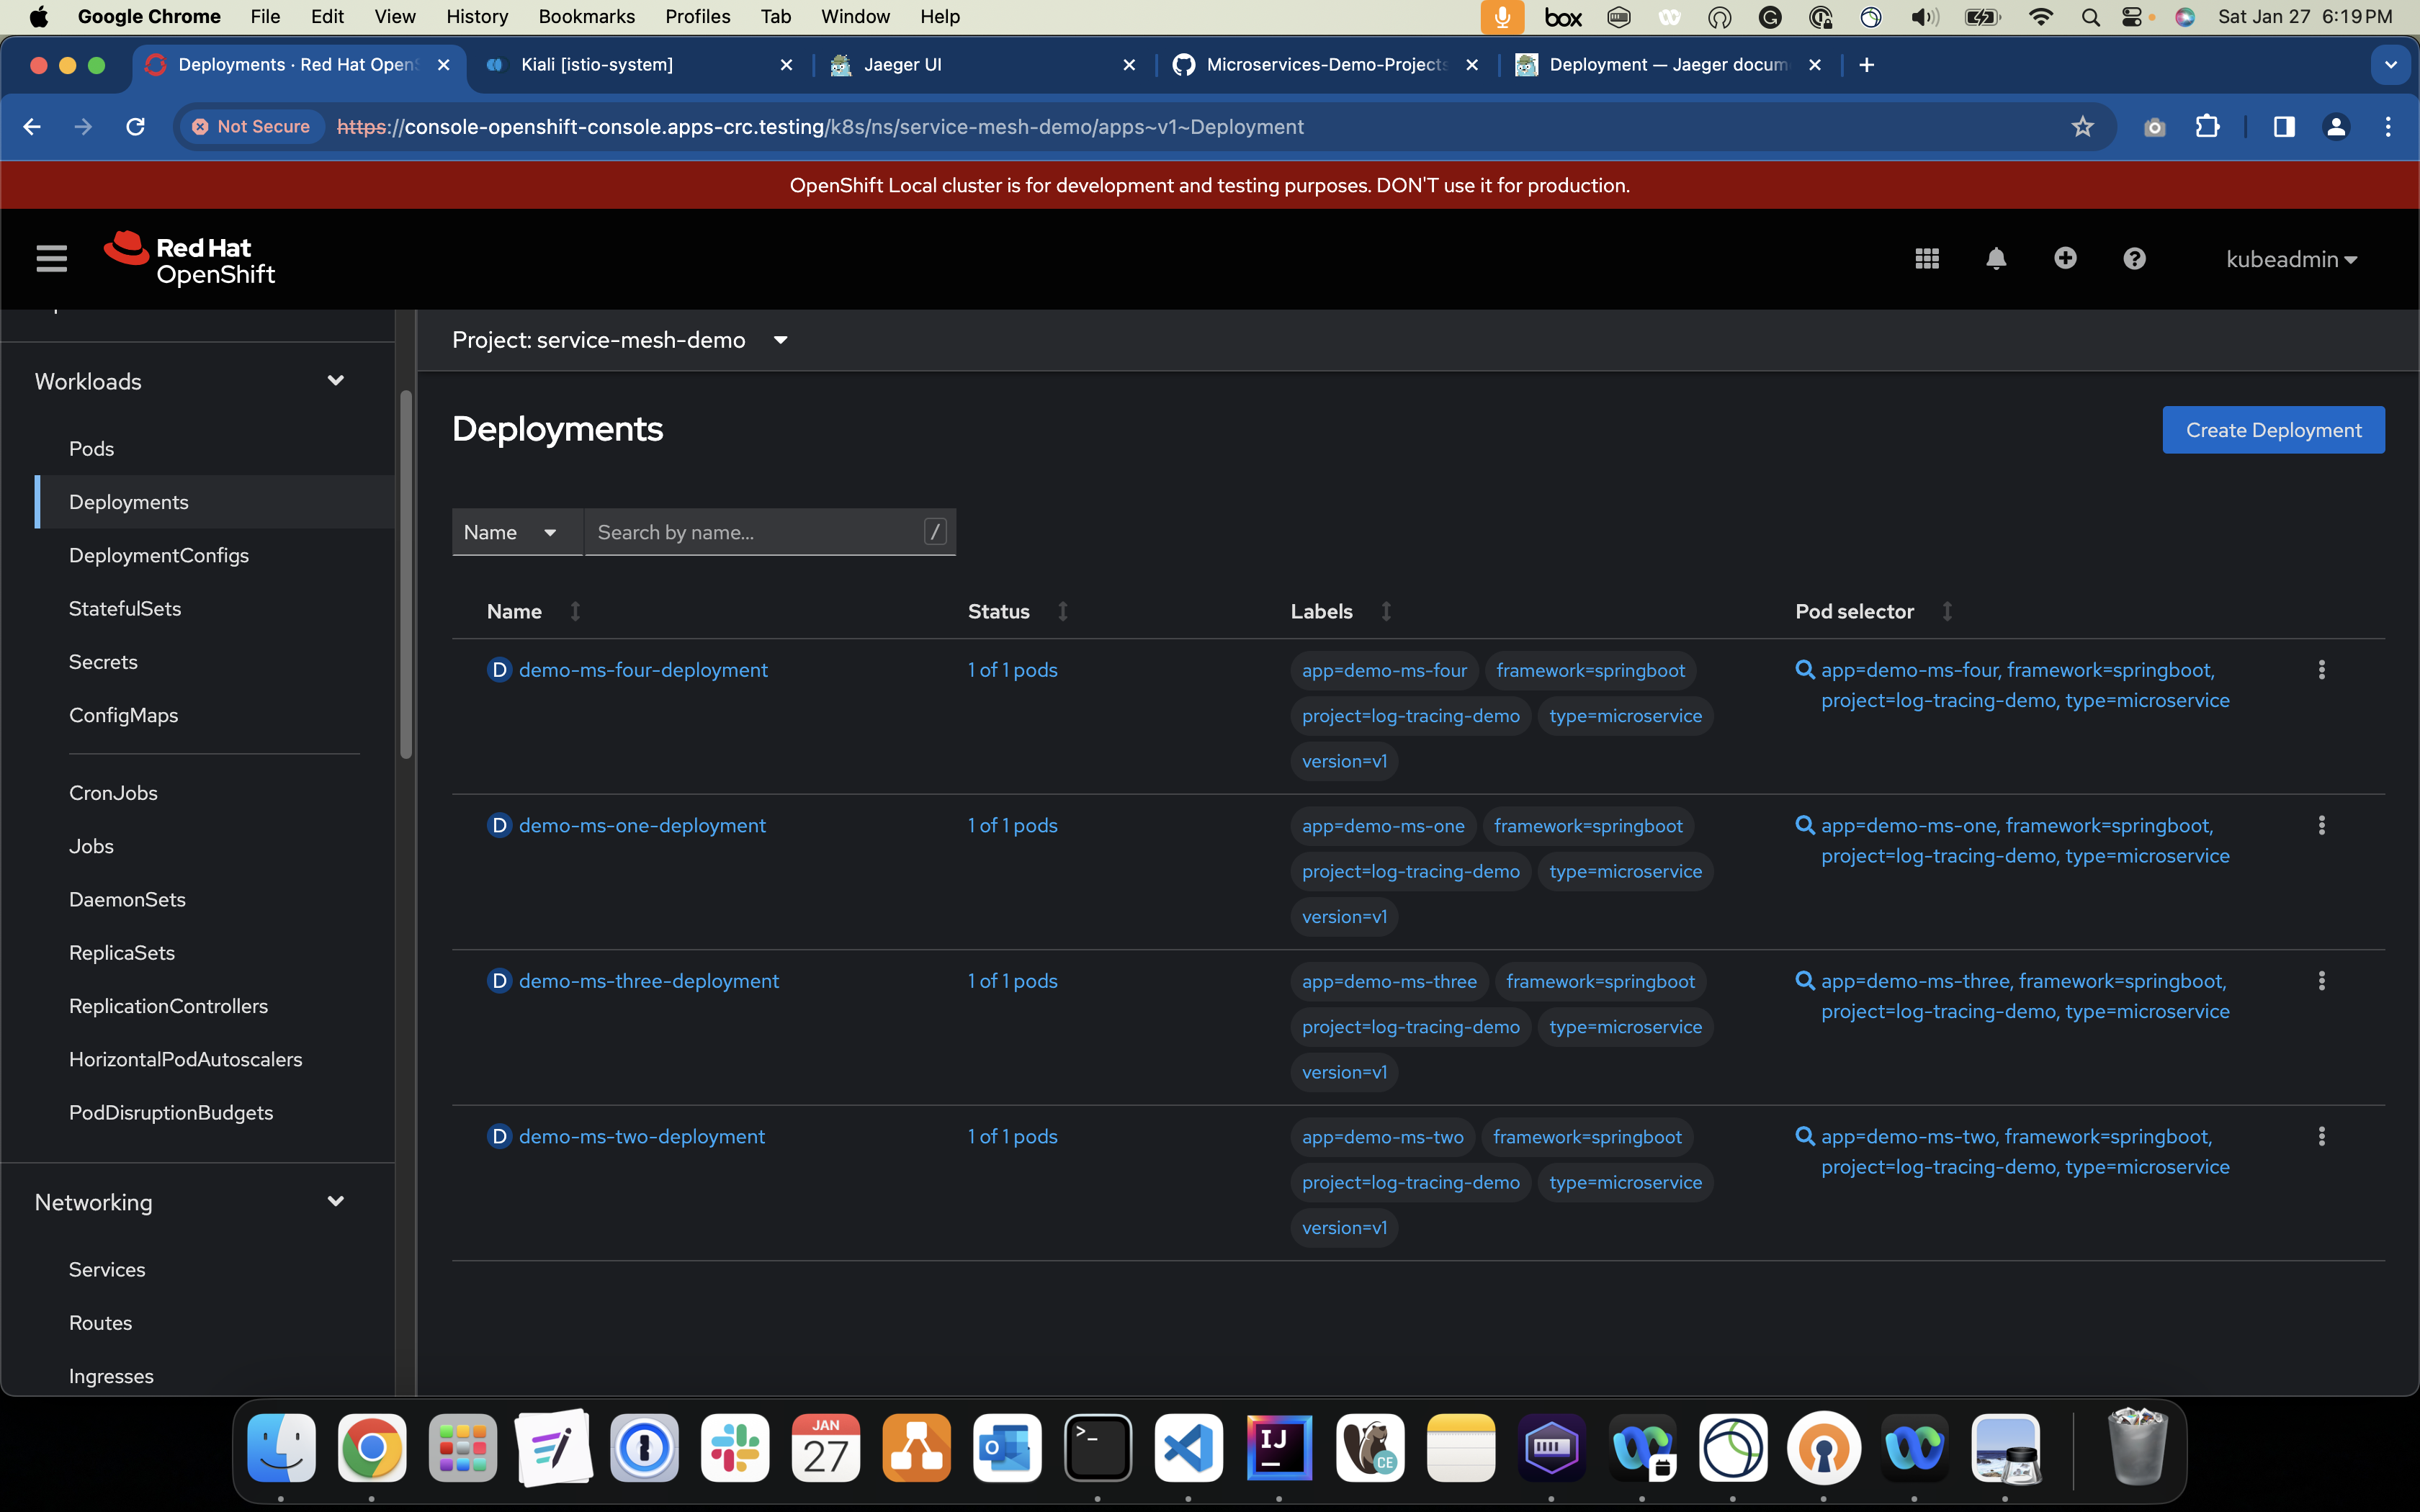 Google Chrome File Edit View History Bookmarks Profiles Tab Window Help box Sat Jan 27 6:19 PM
Deployments · Red Hat Open Kiali [istio-system] Jaeger UI Microservices-Demo-Projects Deployment — Jaeger docum
Not Secure https://console-openshift-console.apps-crc.testing/k8s/ns/service-mesh-demo/apps~v1~Deployment
OpenShift Local cluster is for development and testing purposes. DON'T use it for production.
Red Hat
OpenShift
kubeadmin
Project: service-mesh-demo
Workloads
Pods
Deployments
DeploymentConfigs
StatefulSets
Secrets
ConfigMaps
CronJobs
Jobs
DaemonSets
ReplicaSets
ReplicationControllers
HorizontalPodAutoscalers
PodDisruptionBudgets
Networking
Services
Routes
Ingresses
Deployments
Create Deployment
Name Search by name... /
Name Status Labels Pod selector
D demo-ms-four-deployment 1 of 1 pods app=demo-ms-four framework=springboot app=demo-ms-four, framework=springboot,
project=log-tracing-demo type=microservice project=log-tracing-demo, type=microservice
version=v1
D demo-ms-one-deployment 1 of 1 pods app=demo-ms-one framework=springboot app=demo-ms-one, framework=springboot,
project=log-tracing-demo type=microservice project=log-tracing-demo, type=microservice
version=v1
D demo-ms-three-deployment 1 of 1 pods app=demo-ms-three framework=springboot app=demo-ms-three, framework=springboot,
project=log-tracing-demo type=microservice project=log-tracing-demo, type=microservice
version=v1
D demo-ms-two-deployment 1 of 1 pods app=demo-ms-two framework=springboot app=demo-ms-two, framework=springboot,
project=log-tracing-demo type=microservice project=log-tracing-demo, type=microservice
version=v1
JAN
27
IJ
CE